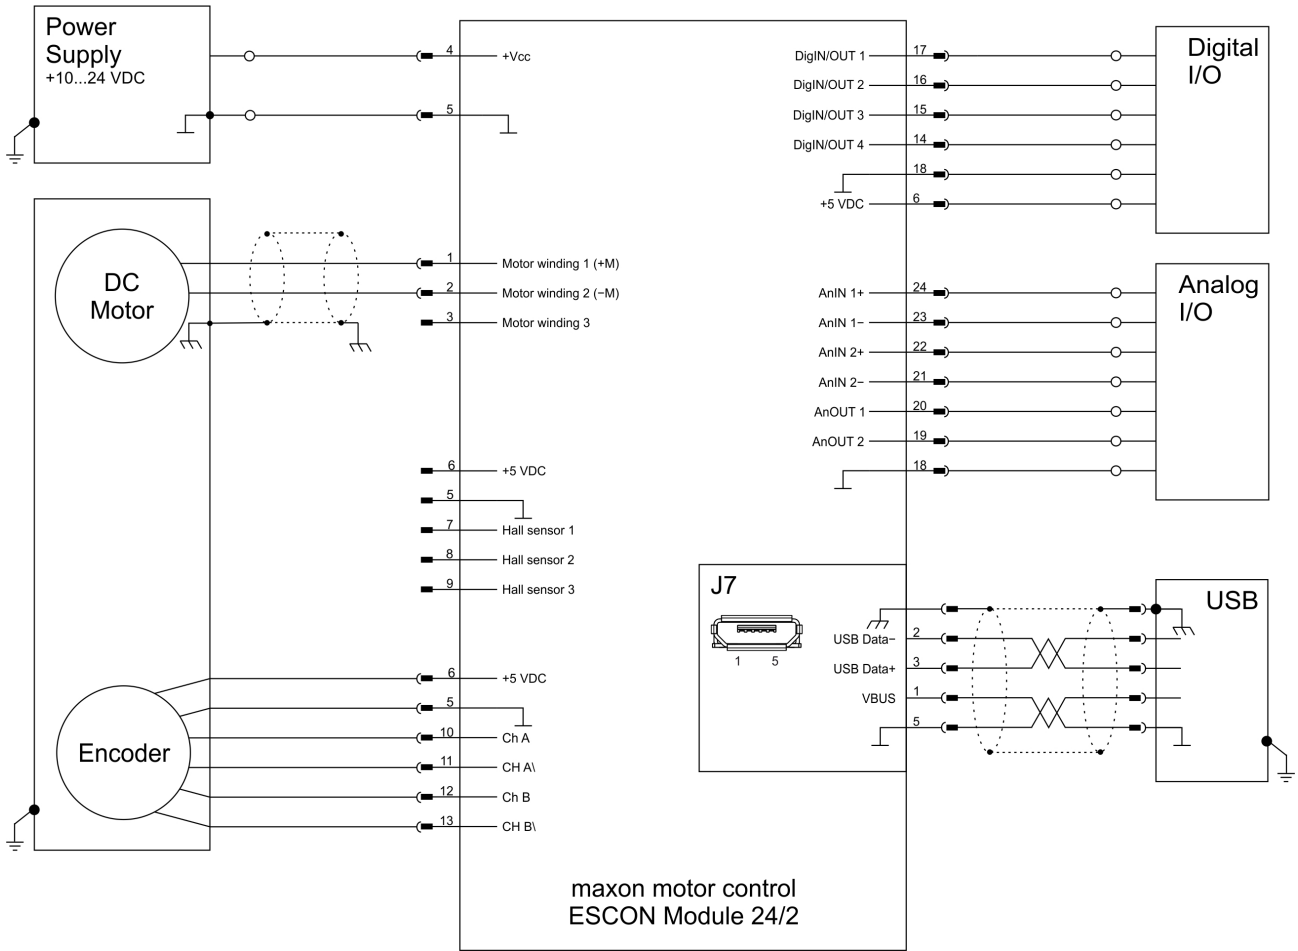 Power
Supply
+10...24 VDC
4
+Vcc
5
DC
Motor
1
Motor winding 1 (+M)
2
Motor winding 2 (−M)
3
Motor winding 3
6
+5 VDC
5
7
Hall sensor 1
8
Hall sensor 2
9
Hall sensor 3
Encoder
6
+5 VDC
5
10
Ch A
11
CH A\
12
Ch B
13
CH B\
DigIN/OUT 1
17
DigIN/OUT 2
16
DigIN/OUT 3
15
DigIN/OUT 4
14
18
+5 VDC
6
Digital
I/O
AnIN 1+
24
AnIN 1−
23
AnIN 2+
22
AnIN 2−
21
AnOUT 1
20
AnOUT 2
19
18
Analog
I/O
J7
1 5
USB Data−
2
USB Data+
3
VBUS
1
5
USB
maxon motor control
ESCON Module 24/2